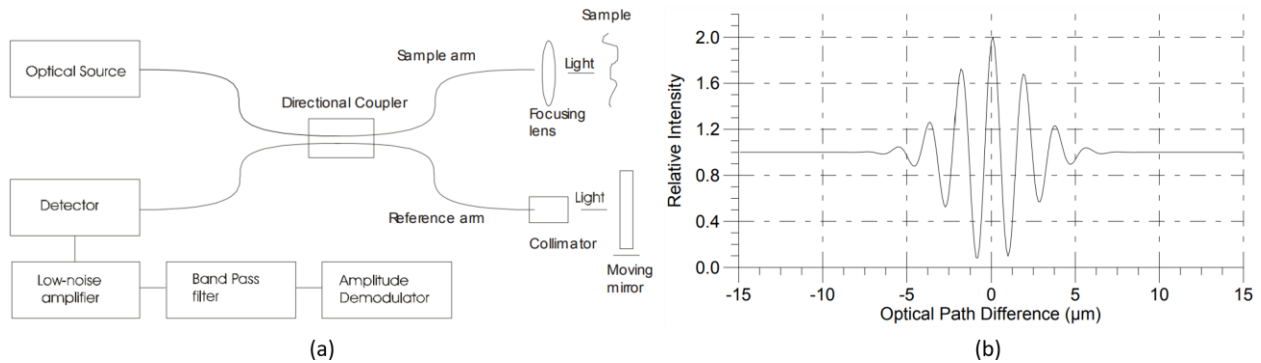 Optical Source
Sample arm
Directional Coupler
Light
Sample
Focusing
lens
Detector
Reference arm
Light
Collimator
Moving
mirror
Low-noise
amplifier
Band Pass
filter
Amplitude
Demodulator
(a)
Relative Intensity
2.0
1.6
1.2
0.8
0.4
0.0
-15 -10 -5 0 5 10 15
Optical Path Difference (µm)
(b)